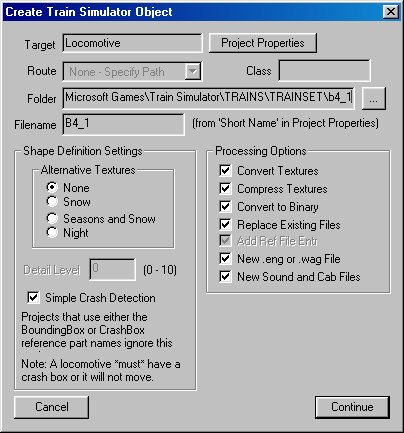 Create Train Simulator Object
Target Locomotive Project Properties
Route None - Specify Path Class
Folder Microsoft Games\Train Simulator\TRAINS\TRAINSET\b4_1 ...
Filename B4_1 (from 'Short Name' in Project Properties)
Shape Definition Settings
Alternative Textures
None
Snow
Seasons and Snow
Night
Detail Level 0 (0 - 10)
Simple Crash Detection
Projects that use either the
BoundingBox or CrashBox
reference part names ignore this
Note: A locomotive *must* have a
crash box or it will not move.
Processing Options
Convert Textures
Compress Textures
Convert to Binary
Replace Existing Files
Add Ref File Entr
New .eng or .wag File
New Sound and Cab Files
Cancel
Continue